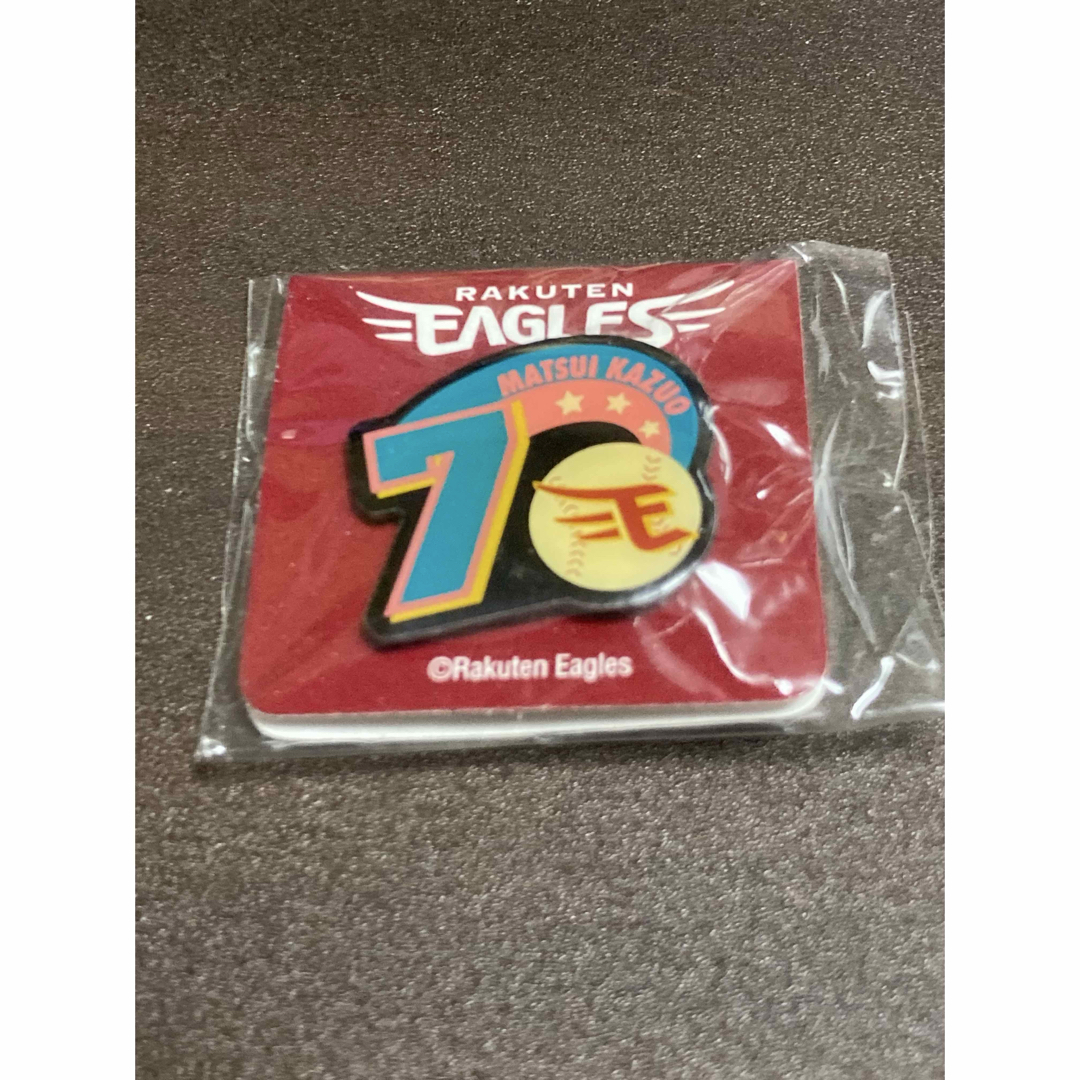 RAKUTEN
EAGLES
MATSUI KAZUO
7
E
©Rakuten Eagles